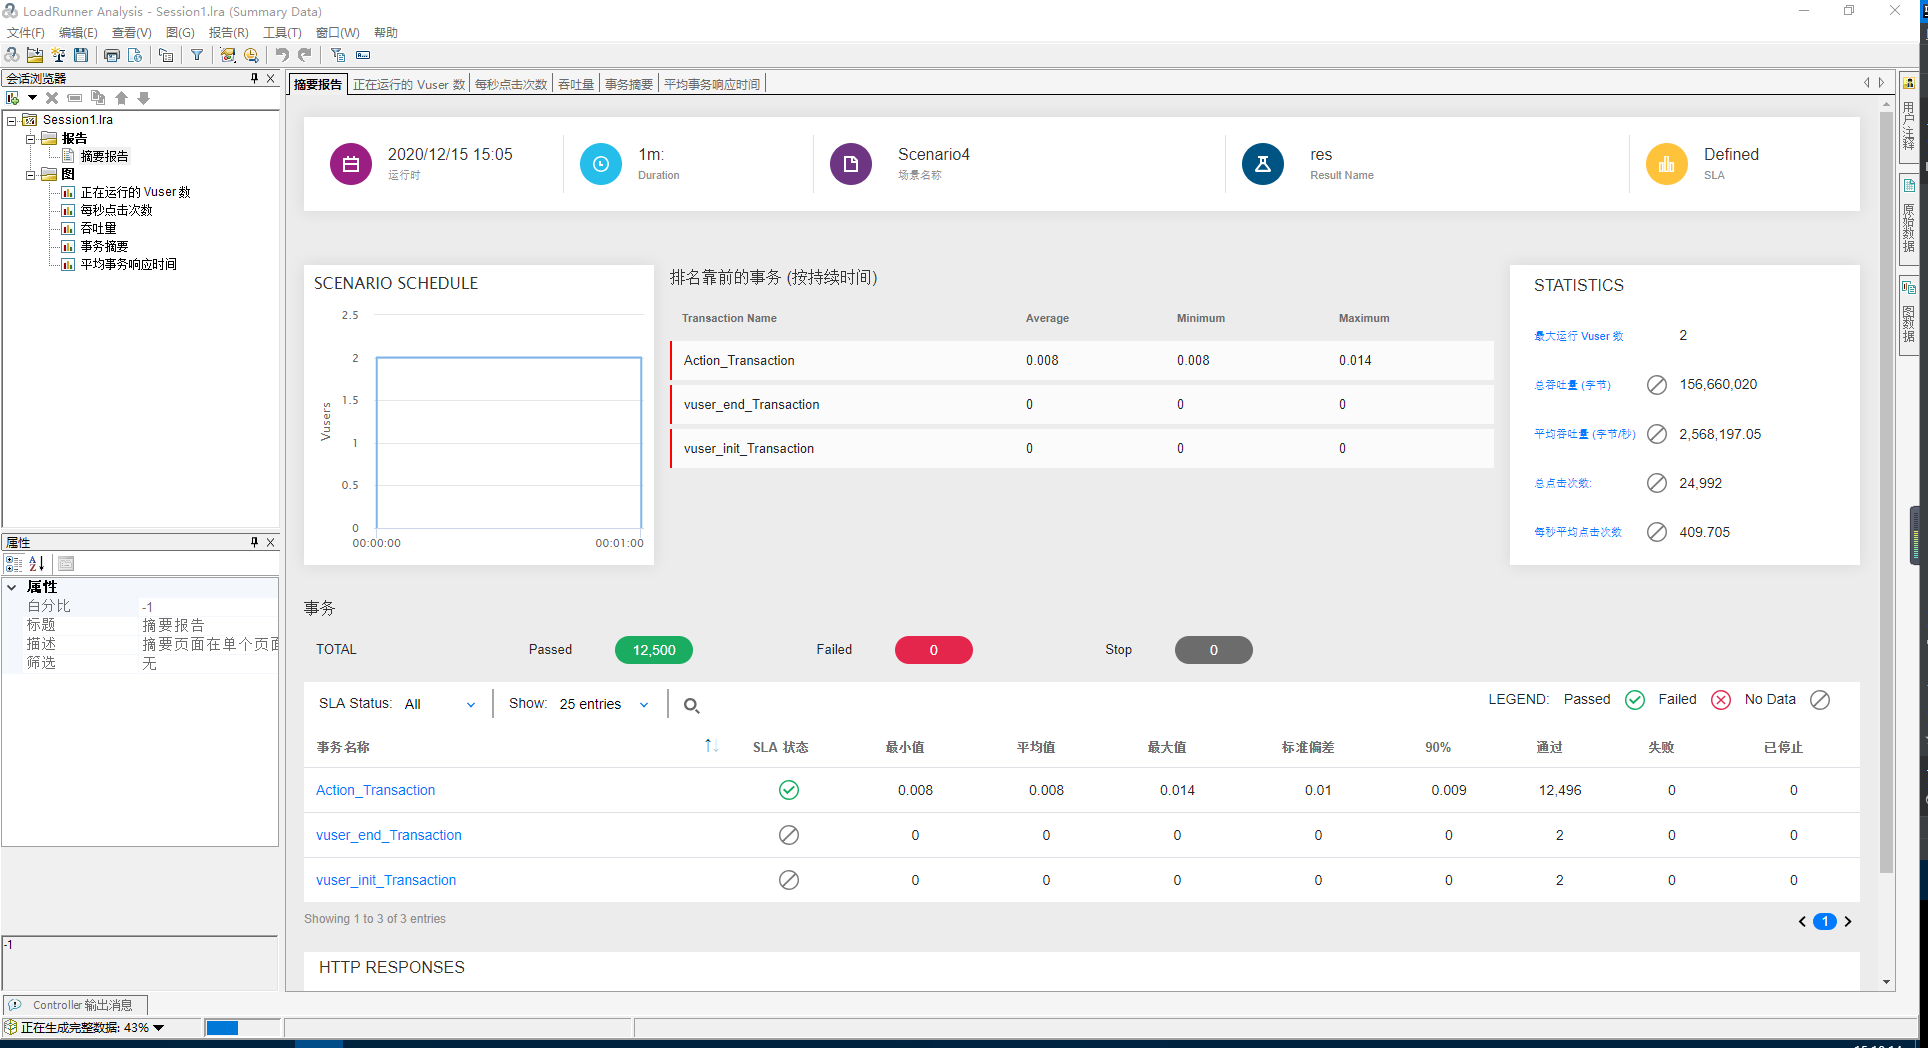 LoadRunner Analysis - Session1.lra (Summary Data)
文件(F) 编辑(E) 查看(V) 图(G) 报告(R) 工具(T) 窗口(W) 帮助
会话浏览器
Session1.lra
报告
摘要报告
图
正在运行的 Vuser 数
每秒点击次数
吞吐量
事务摘要
平均事务响应时间
属性
属性
百分比 -1
标题 摘要报告
描述 摘要页面在单个页面
筛选 无
-1
Controller 输出消息
正在生成完整数据: 43%
摘要报告 正在运行的 Vuser 数 每秒点击次数 吞吐量 事务摘要 平均事务响应时间
2020/12/15 15:05
运行时
1m:
Duration
Scenario4
场景名称
res
Result Name
Defined
SLA
SCENARIO SCHEDULE
2.5
2
1.5
1
0.5
0
Vusers
00:00:00 00:01:00
排名靠前的事务 (按持续时间)
Transaction Name Average Minimum Maximum
Action_Transaction 0.008 0.008 0.014
vuser_end_Transaction 0 0 0
vuser_init_Transaction 0 0 0
STATISTICS
最大运行 Vuser 数 2
总吞吐量 (字节) 156,660,020
平均吞吐量 (字节/秒) 2,568,197.05
总点击次数: 24,992
每秒平均点击次数 409.705
事务
TOTAL Passed 12,500 Failed 0 Stop 0
SLA Status: All Show: 25 entries
LEGEND: Passed Failed No Data
事务名称 SLA 状态 最小值 平均值 最大值 标准偏差 90% 通过 失败 已停止
Action_Transaction 0.008 0.008 0.014 0.01 0.009 12,496 0 0
vuser_end_Transaction 0 0 0 0 0 2 0 0
vuser_init_Transaction 0 0 0 0 0 2 0 0
Showing 1 to 3 of 3 entries
1
HTTP RESPONSES
用户注释
原始数据
图数据